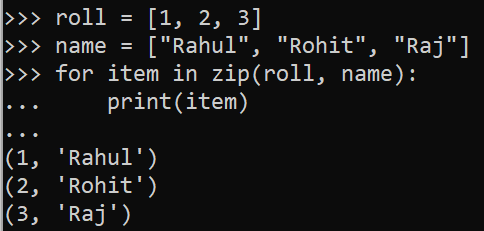 >>> roll = [1, 2, 3]
>>> name = ["Rahul", "Rohit", "Raj"]
>>> for item in zip(roll, name):
...     print(item)
...
(1, 'Rahul')
(2, 'Rohit')
(3, 'Raj')